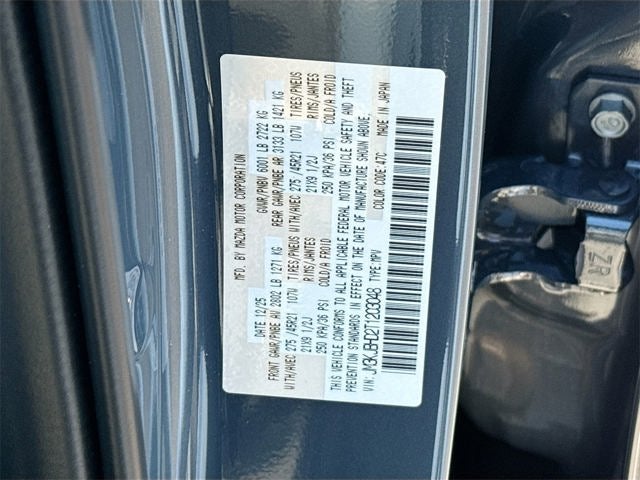 MFD. BY MAZDA MOTOR CORPORATION
DATE 12/25 GVWR/PNBV 6001 LB 2722 KG
FRONT GAWR/PNBE AV 2802 LB 1271 KG REAR GAWR/PNBE AR 3133 LB 1421 KG
WITH/AVEC 275 /45R21 107W TIRES/PNEUS WITH/AVEC 275 /45R21 107W TIRES/PNEUS
21X9 1/2J RIMS/JANTES 21X9 1/2J RIMS/JANTES
250 KPA/36 PSI COLD/A FROID 250 KPA/36 PSI COLD/A FROID
THIS VEHICLE CONFORMS TO ALL APPLICABLE FEDERAL MOTOR VEHICLE SAFETY AND THEFT
PREVENTION STANDARDS IN EFFECT ON THE DATE OF MANUFACTURE SHOWN ABOVE.
VIN: JM3KJBHD2T1203048 TYPE:MPV COLOR CODE:47C MADE IN JAPAN
ZR